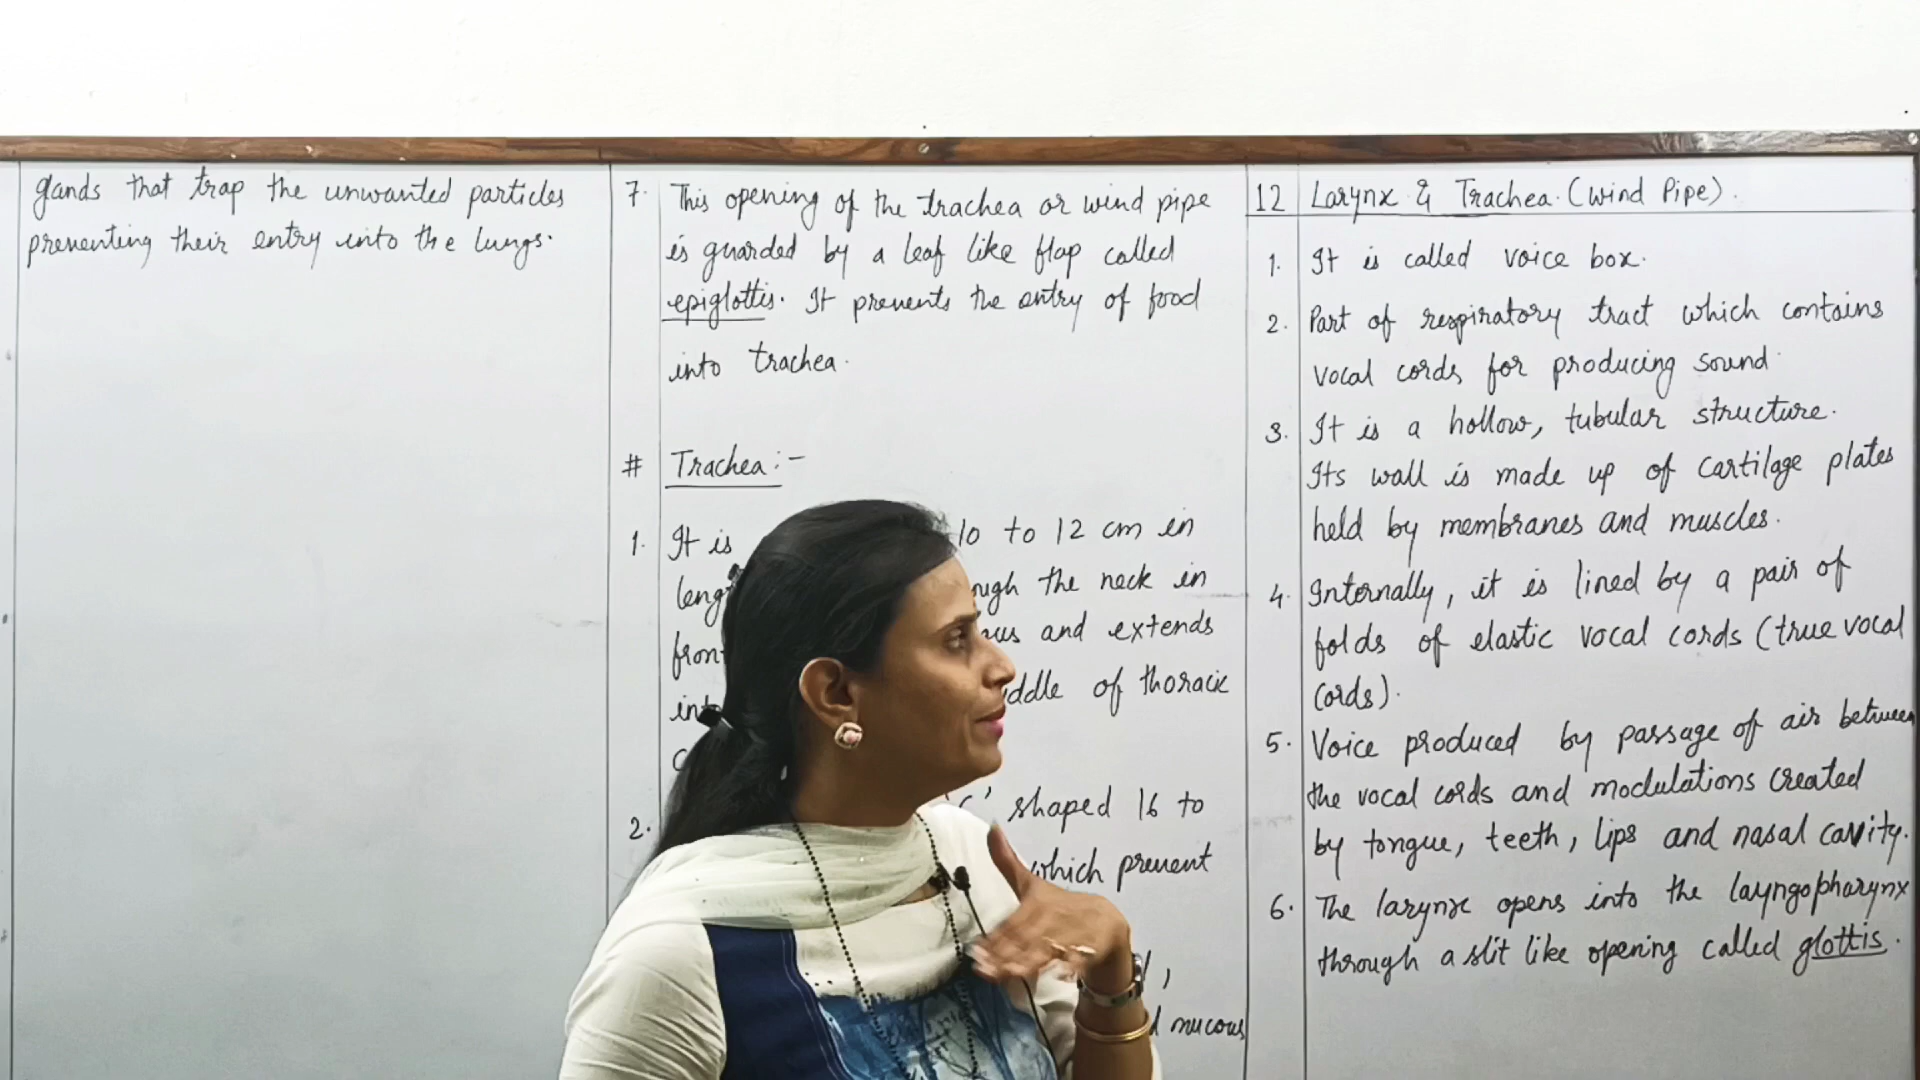 12 Larynx & Trachea. (Wind Pipe).
1. It is called voice box.
2. Part of respiratory tract which contains
vocal cords for producing sound.
3. It is a hollow, tubular structure.
Its wall is made up of cartilage plates
held by membranes and muscles.
4. Internally, it is lined by a pair of
folds of elastic vocal cords (true vocal
cords).
5. Voice produced by passage of air between
the vocal cords and modulations created
by tongue, teeth, lips and nasal cavity.
6. The larynx opens into the layngopharynx
through a slit like opening called glottis.
7. This opening of the trachea or wind pipe
is guarded by a leaf like flap called
epiglottis. It prevents the entry of food
into trachea.
# Trachea :-
1. It is 10 to 12 cm in
the neck in
and extends
of thoracic
2. 'C' shaped 16 to
which prevent
mucous
glands that trap the unwanted particles
preventing their entry into the lungs.